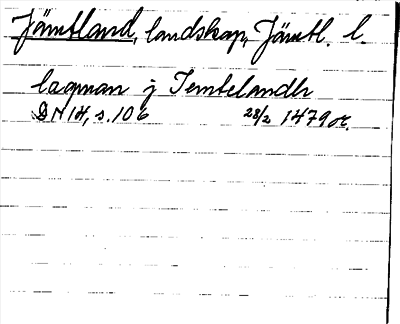 Jämtland, landskap, Jämtl. l.
lagman j Jemtelandh
DN 14, s. 106 28/2 1479 or.